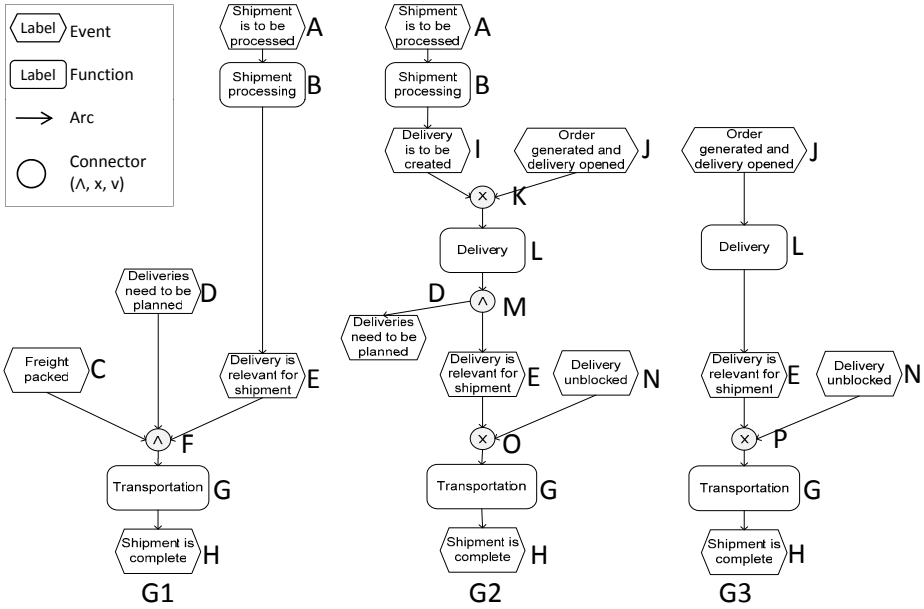 Label Event
Label Function
Arc
Connector
(Λ, x, v)
Shipment
is to be
processed
A
Shipment
processing
B
Deliveries
need to be
planned
D
Freight
packed
C
Delivery is
relevant for
shipment
E
Λ F
Transportation G
Shipment is
complete
H
G1
Shipment
is to be
processed
A
Shipment
processing
B
Delivery
is to be
created
I
Order
generated and
delivery opened
J
x K
Delivery L
D
Λ M
Deliveries
need to be
planned
Delivery is
relevant for
shipment
E
Delivery
unblocked
N
x O
Transportation G
Shipment is
complete
H
G2
Order
generated and
delivery opened
J
Delivery L
Delivery is
relevant for
shipment
E
Delivery
unblocked
N
x P
Transportation G
Shipment is
complete
H
G3